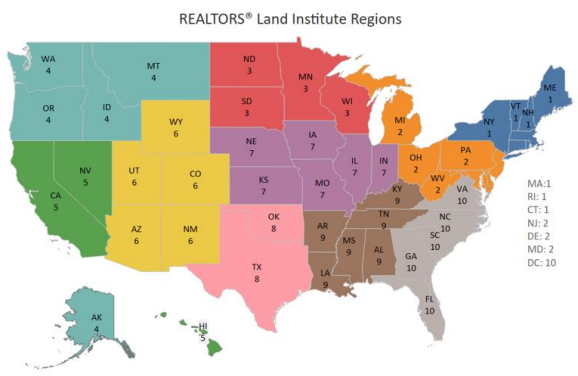 REALTORS® Land Institute Regions
WA
4
MT
4
ND
3
MN
3
OR
4
ID
4
SD
3
WI
3
WY
6
MI
2
NY
1
VT
1
NH
1
ME
1
NV
5
CA
5
UT
6
CO
6
NE
7
IA
7
IL
7
IN
7
OH
2
PA
2
WV
2
VA
10
KS
7
MO
7
KY
9
AZ
6
NM
6
OK
8
AR
9
TN
9
NC
10
SC
10
TX
8
LA
9
MS
9
AL
9
GA
10
FL
10
AK
4
HI
5
MA:1
RI: 1
CT: 1
NJ: 2
DE: 2
MD: 2
DC: 10